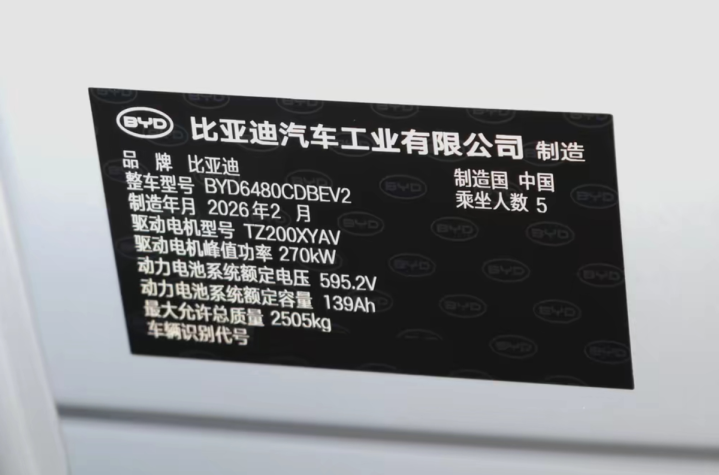 BYD 比亚迪汽车工业有限公司 制造
品 牌 比亚迪
制造国 中国
整车型号 BYD6480CDBEV2
乘坐人数 5
制造年月 2026年2 月
驱动电机型号 TZ200XYAV
驱动电机峰值功率 270kW
动力电池系统额定电压 595.2V
动力电池系统额定容量 139Ah
最大允许总质量 2505kg
车辆识别代号